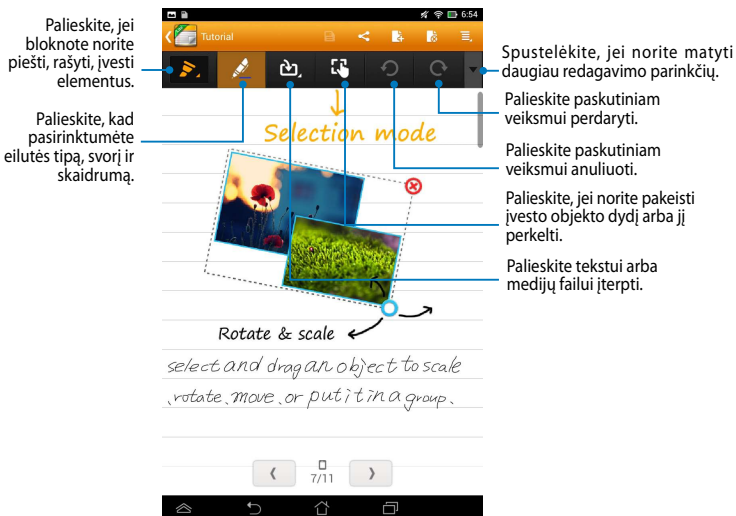 Palieskite, jei
bloknote norite
piešti, rašyti, įvesti
elementus.
Palieskite, kad
pasirinktumėte
eilutės tipą, svorį ir
skaidrumą.
6:54
Tutorial
Selection mode
Rotate & scale
select and drag an object to scale
, rotate, move, or put it in a group.
7/11
Spustelėkite, jei norite matyti
daugiau redagavimo parinkčių.
Palieskite paskutiniam
veiksmui perdaryti.
Palieskite paskutiniam
veiksmui anuliuoti.
Palieskite, jei norite pakeisti
įvesto objekto dydį arba jį
perkelti.
Palieskite tekstui arba
medijų failui įterpti.